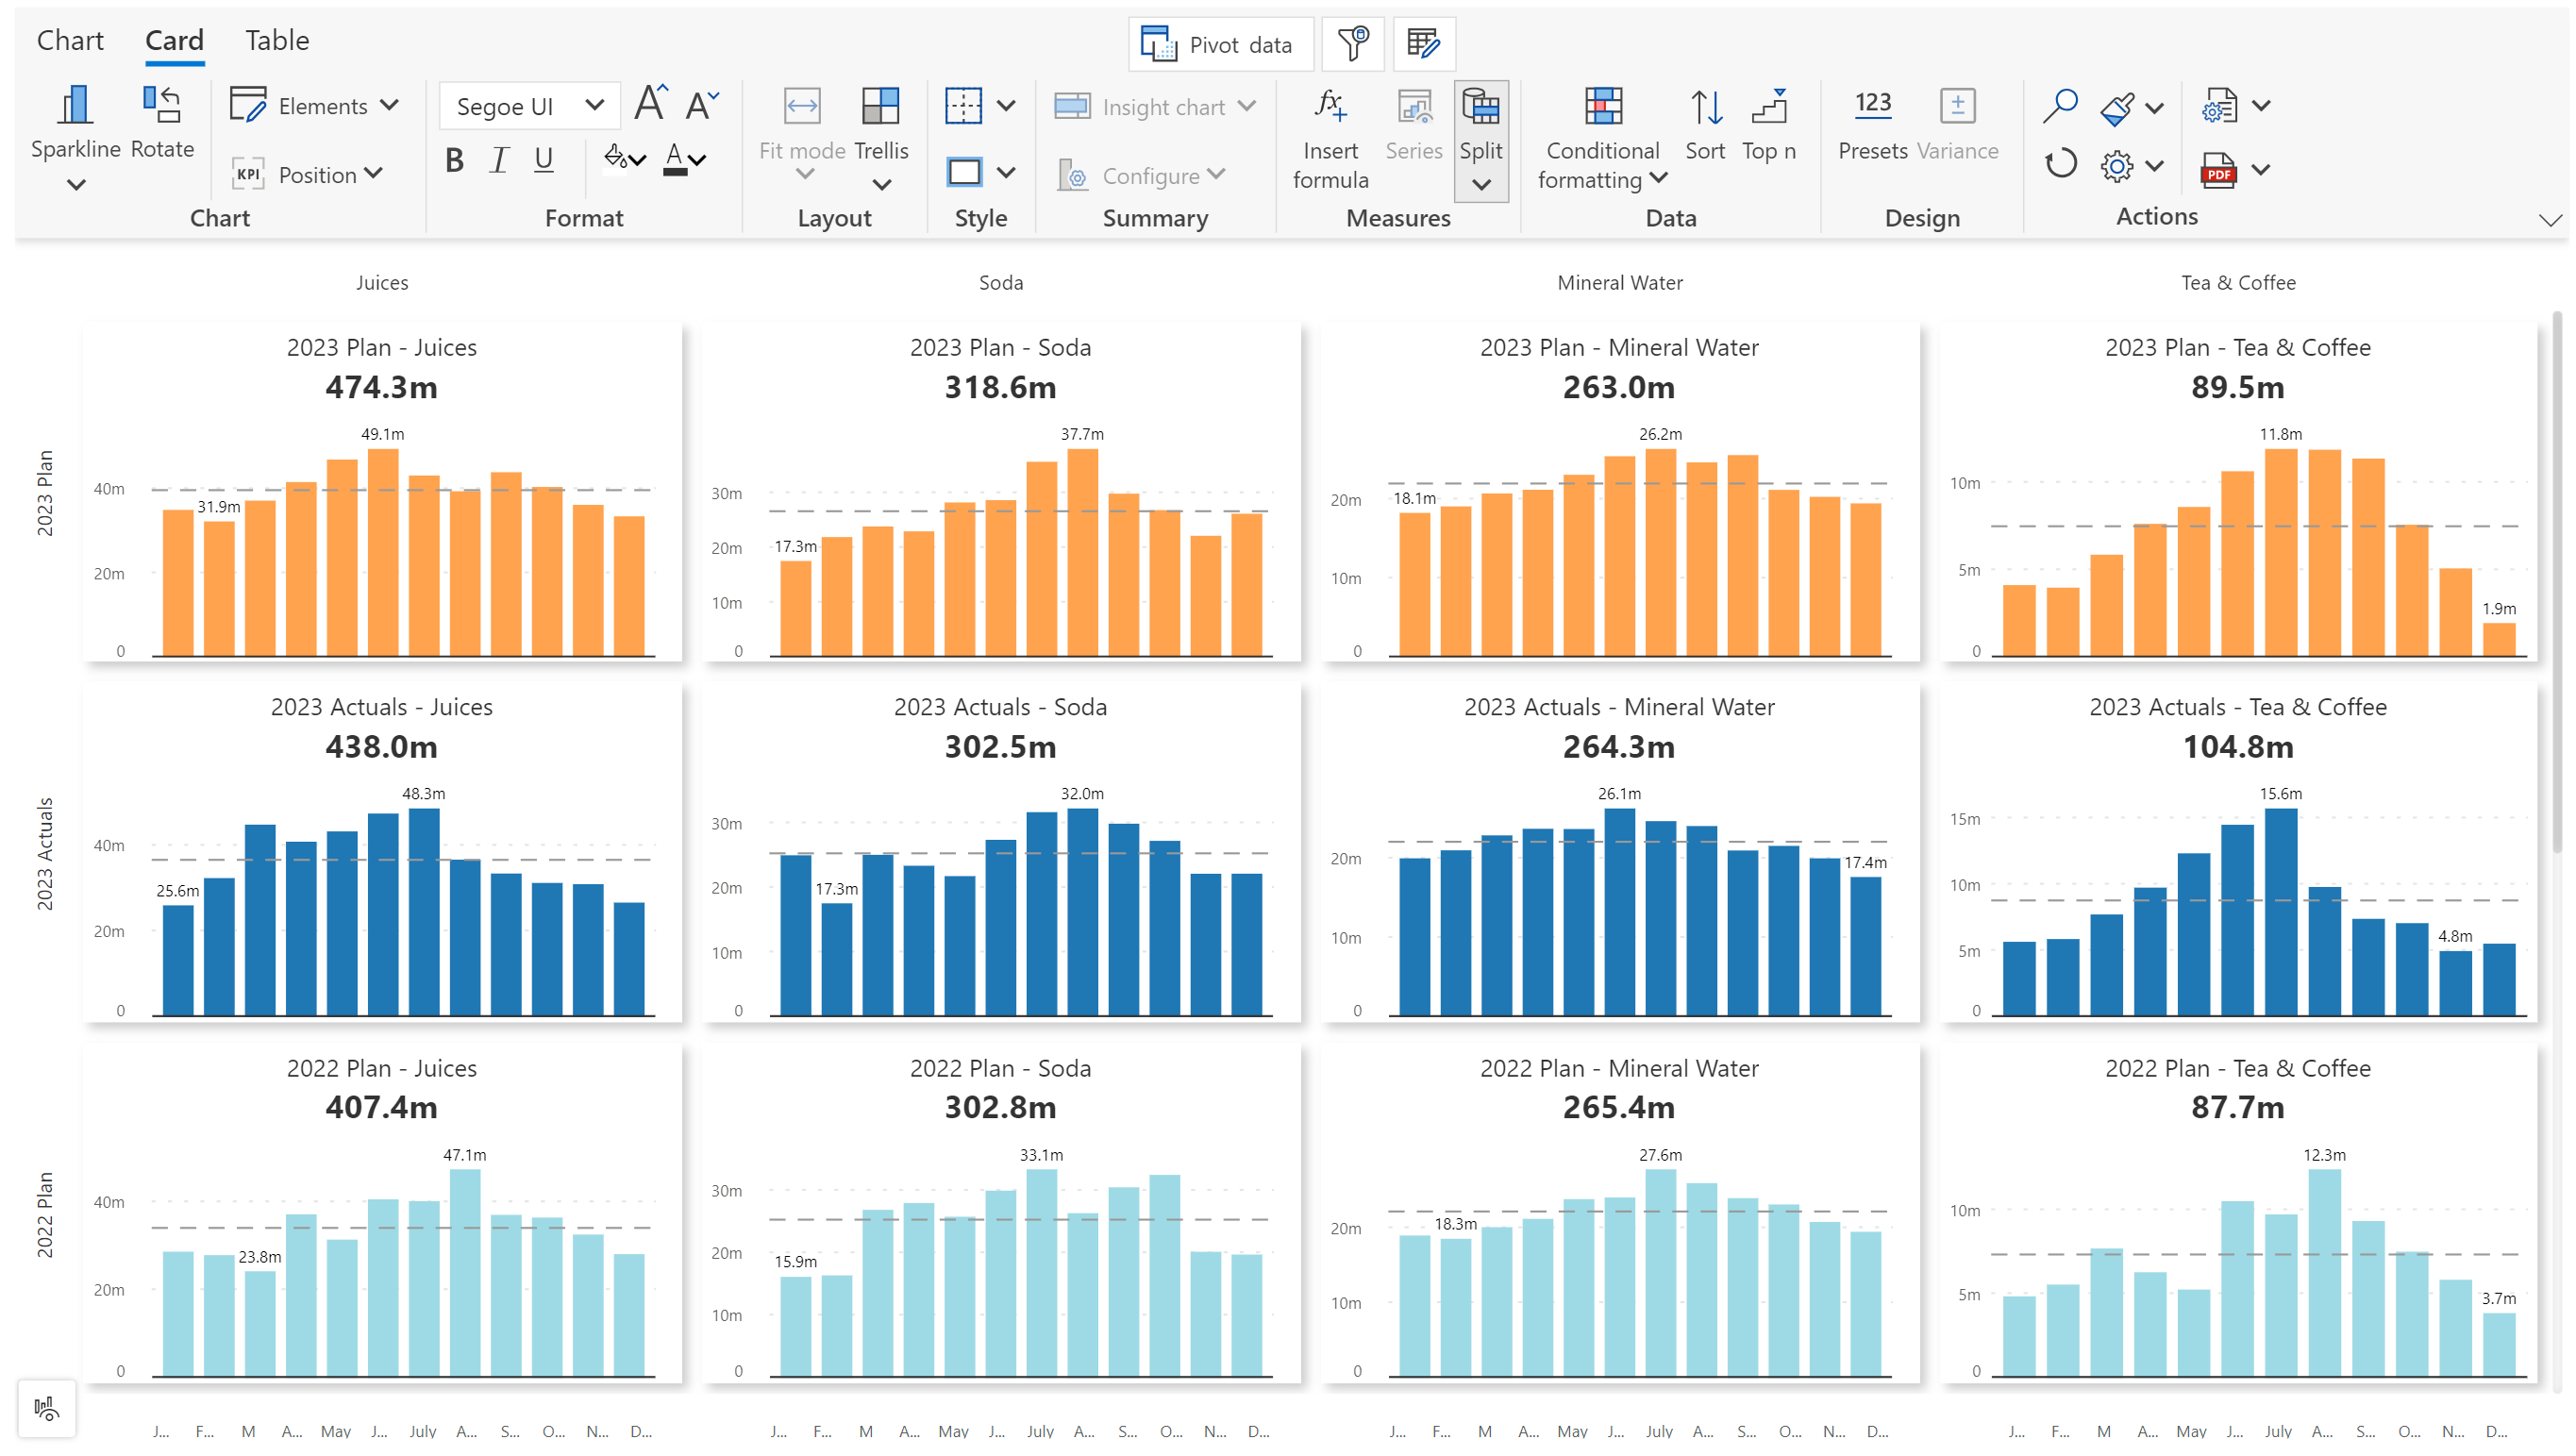 Chart Card Table
Pivot data
Sparkline Rotate
Elements
KPI Position
Chart
Segoe UI A A
B I U A
Format
Fit mode Trellis
Layout
Style
Insight chart
Configure
Summary
fx Insert formula Series Split
Measures
Conditional formatting Sort Top n
Data
123 Presets Variance
Design
PDF
Actions
Juices Soda Mineral Water Tea & Coffee
2023 Plan
2023 Plan - Juices
474.3m
49.1m
40m
31.9m
20m
0
2023 Plan - Soda
318.6m
37.7m
30m
20m
17.3m
10m
0
2023 Plan - Mineral Water
263.0m
26.2m
20m
18.1m
10m
0
2023 Plan - Tea & Coffee
89.5m
11.8m
10m
5m
1.9m
0
2023 Actuals
2023 Actuals - Juices
438.0m
48.3m
40m
25.6m
20m
0
2023 Actuals - Soda
302.5m
32.0m
30m
20m
17.3m
10m
0
2023 Actuals - Mineral Water
264.3m
26.1m
20m
17.4m
10m
0
2023 Actuals - Tea & Coffee
104.8m
15.6m
15m
10m
4.8m
5m
0
2022 Plan
2022 Plan - Juices
407.4m
47.1m
40m
23.8m
20m
0
2022 Plan - Soda
302.8m
33.1m
30m
20m
15.9m
10m
0
2022 Plan - Mineral Water
265.4m
27.6m
20m
18.3m
10m
0
2022 Plan - Tea & Coffee
87.7m
12.3m
10m
5m
3.7m
0
J... F... M A... May J... July A... S... O... N... D...
J... F... M A... May J... July A... S... O... N... D...
J... F... M A... May J... July A... S... O... N... D...
J... F... M A... May J... July A... S... O... N... D...